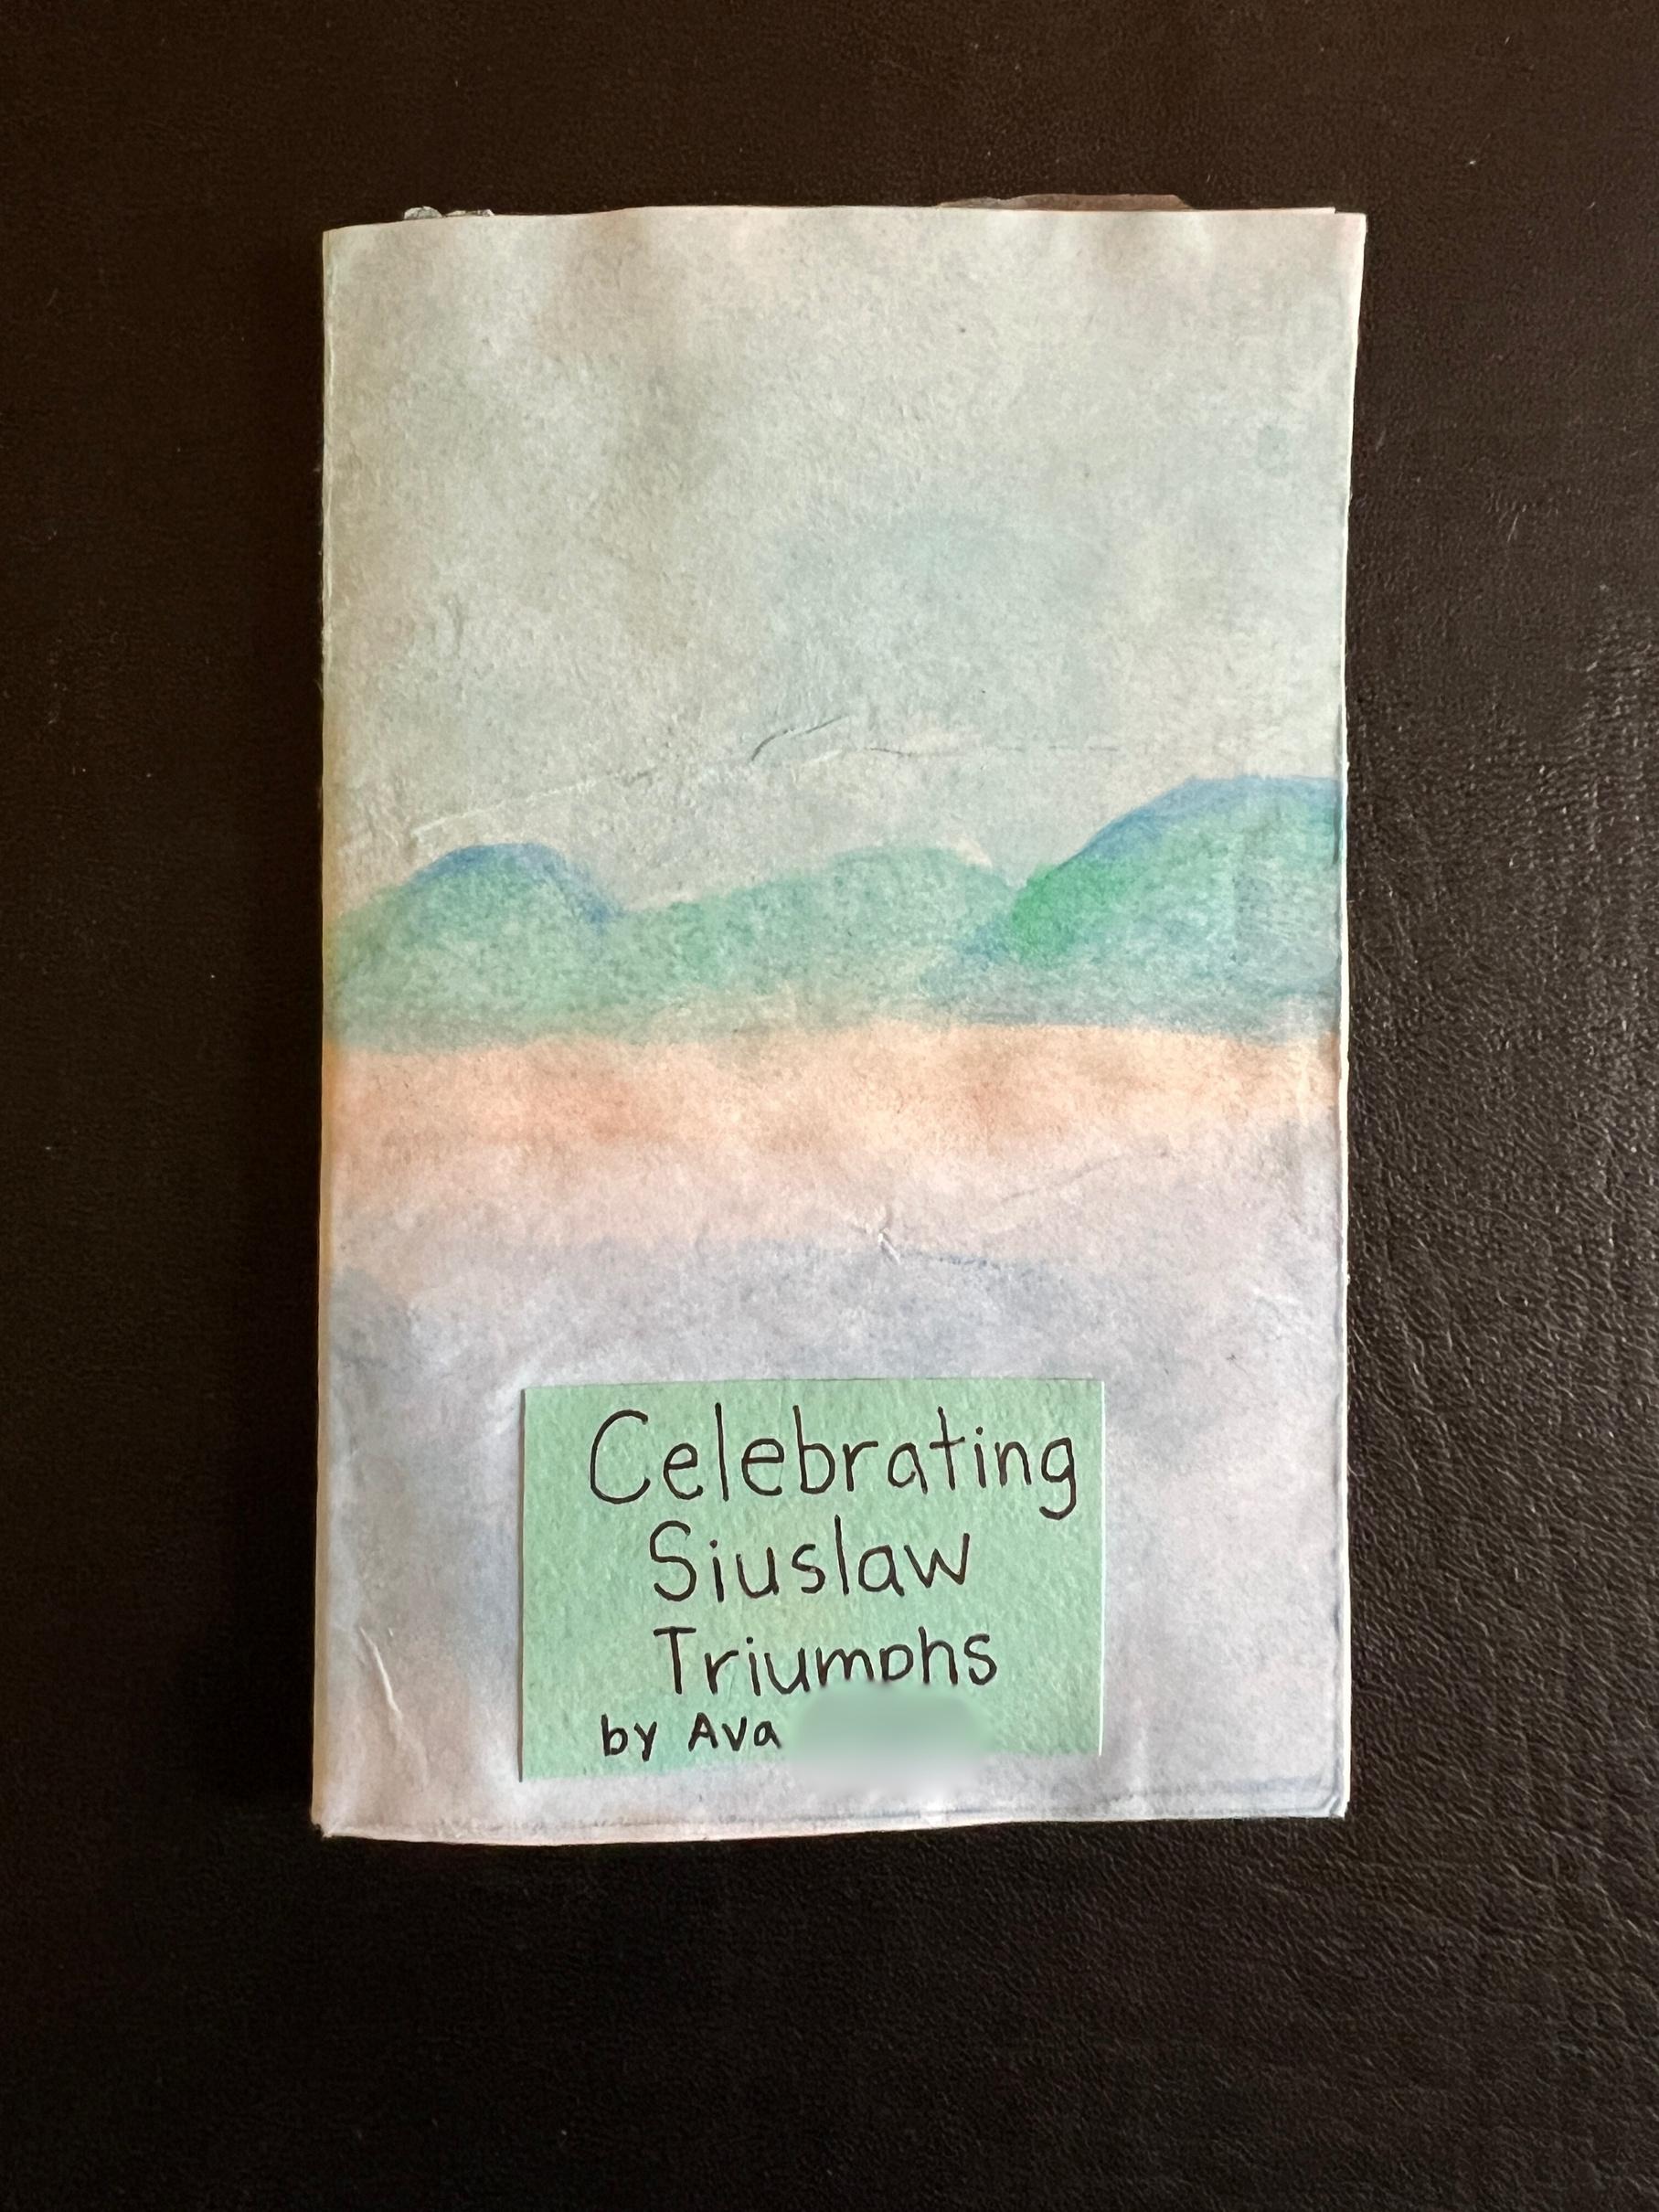 Celebrating
Siuslaw
Triumphs
by Ava